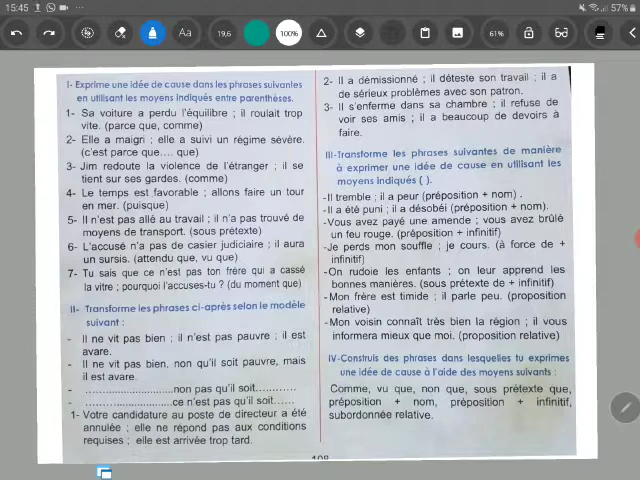 15:45
57%
Aa
19,6
100%
61%
I- Exprime une idée de cause dans les phrases suivantes
en utilisant les moyens indiqués entre parenthèses.
1- Sa voiture a perdu l'équilibre ; il roulait trop
vite. (parce que, comme)
2- Elle a maigri ; elle a suivi un régime sévère.
(c'est parce que.... que)
3- Jim redoute la violence de l'étranger ; il se
tient sur ses gardes. (comme)
4- Le temps est favorable ; allons faire un tour
en mer. (puisque)
5- Il n'est pas allé au travail ; il n'a pas trouvé de
moyens de transport. (sous prétexte)
6- L'accusé n'a pas de casier judiciaire ; il aura
un sursis. (attendu que, vu que)
7- Tu sais que ce n'est pas ton frère qui a cassé
la vitre ; pourquoi l'accuses-tu ? (du moment que)
II- Transforme les phrases ci-après selon le modèle
suivant :
- Il ne vit pas bien ; il n'est pas pauvre ; il est
avare.
- Il ne vit pas bien, non qu'il soit pauvre, mais
il est avare.
- ..............................non pas qu'il soit............
- ..............................ce n'est pas qu'il soit......
1- Votre candidature au poste de directeur a été
annulée ; elle ne répond pas aux conditions
requises ; elle est arrivée trop tard.
2- Il a démissionné ; il déteste son travail ; il a
de sérieux problèmes avec son patron.
3- Il s'enferme dans sa chambre ; il refuse de
voir ses amis ; il a beaucoup de devoirs à
faire.
III-Transforme les phrases suivantes de manière
à exprimer une idée de cause en utilisant les
moyens indiqués ( ).
-Il tremble ; il a peur (préposition + nom) .
-Il a été puni ; il a désobéi (préposition + nom).
-Vous avez payé une amende ; vous avez brûlé
un feu rouge. (préposition + infinitif)
-Je perds mon souffle ; je cours. (à force de +
infinitif)
-On rudoie les enfants ; on leur apprend les
bonnes manières. (sous prétexte de + infinitif)
-Mon frère est timide ; il parle peu. (proposition
relative)
-Mon voisin connaît très bien la région ; il vous
informera mieux que moi. (proposition relative)
IV-Construis des phrases dans lesquelles tu exprimes
une idée de cause à l'aide des moyens suivants :
Comme, vu que, non que, sous prétexte que,
préposition + nom, préposition + infinitif,
subordonnée relative.